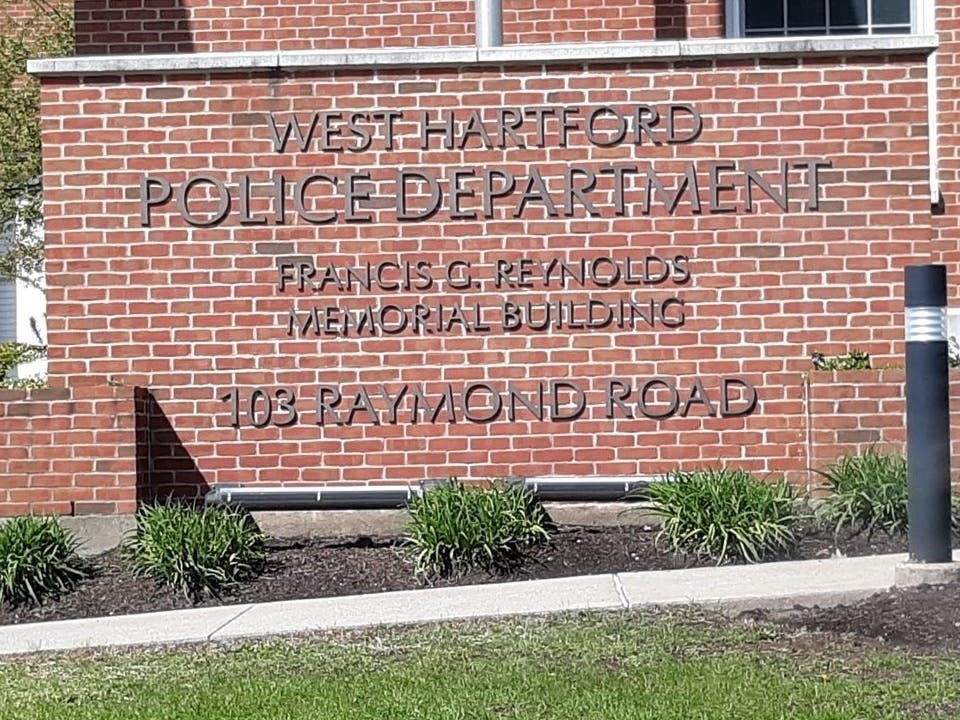 WEST HARTFORD
POLICE DEPARTMENT
FRANCIS G. REYNOLDS
MEMORIAL BUILDING
103 RAYMOND ROAD